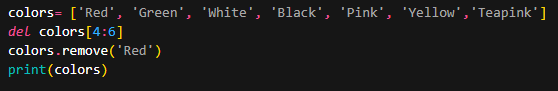 colors= ['Red', 'Green', 'White', 'Black', 'Pink', 'Yellow','Teapink']
del colors[4:6]
colors.remove('Red')
print(colors)